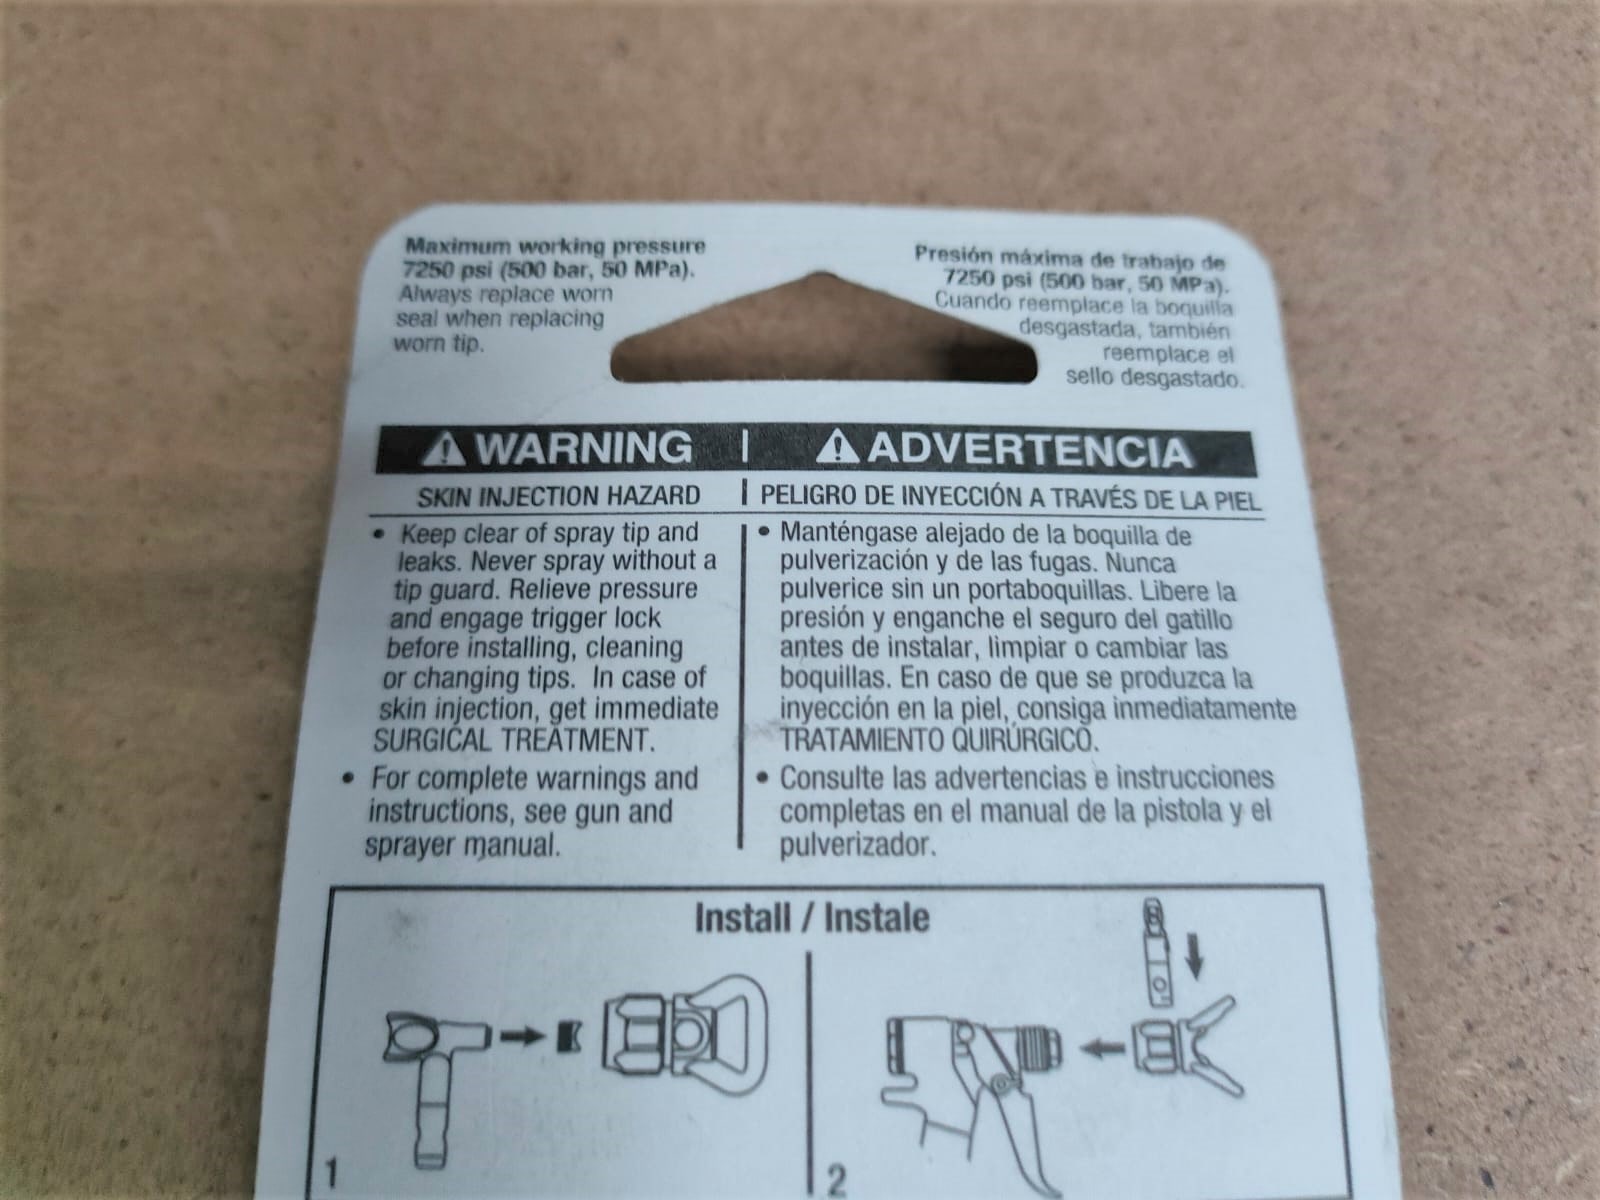 Maximum working pressure
7250 psi (500 bar, 50 MPa).
Always replace worn
seal when replacing
worn tip.
Presión máxima de trabajo de
7250 psi (500 bar, 50 MPa).
Cuando reemplace la boquilla
desgastada, también
reemplace el
sello desgastado.
WARNING
SKIN INJECTION HAZARD
• Keep clear of spray tip and
leaks. Never spray without a
tip guard. Relieve pressure
and engage trigger lock
before installing, cleaning
or changing tips. In case of
skin injection, get immediate
SURGICAL TREATMENT.
• For complete warnings and
instructions, see gun and
sprayer manual.
ADVERTENCIA
PELIGRO DE INYECCIÓN A TRAVÉS DE LA PIEL
• Manténgase alejado de la boquilla de
pulverización y de las fugas. Nunca
pulverice sin un portaboquillas. Libere la
presión y enganche el seguro del gatillo
antes de instalar, limpiar o cambiar las
boquillas. En caso de que se produzca la
inyección en la piel, consiga inmediatamente
TRATAMIENTO QUIRÚRGICO.
• Consulte las advertencias e instrucciones
completas en el manual de la pistola y el
pulverizador.
Install / Instale
1
2